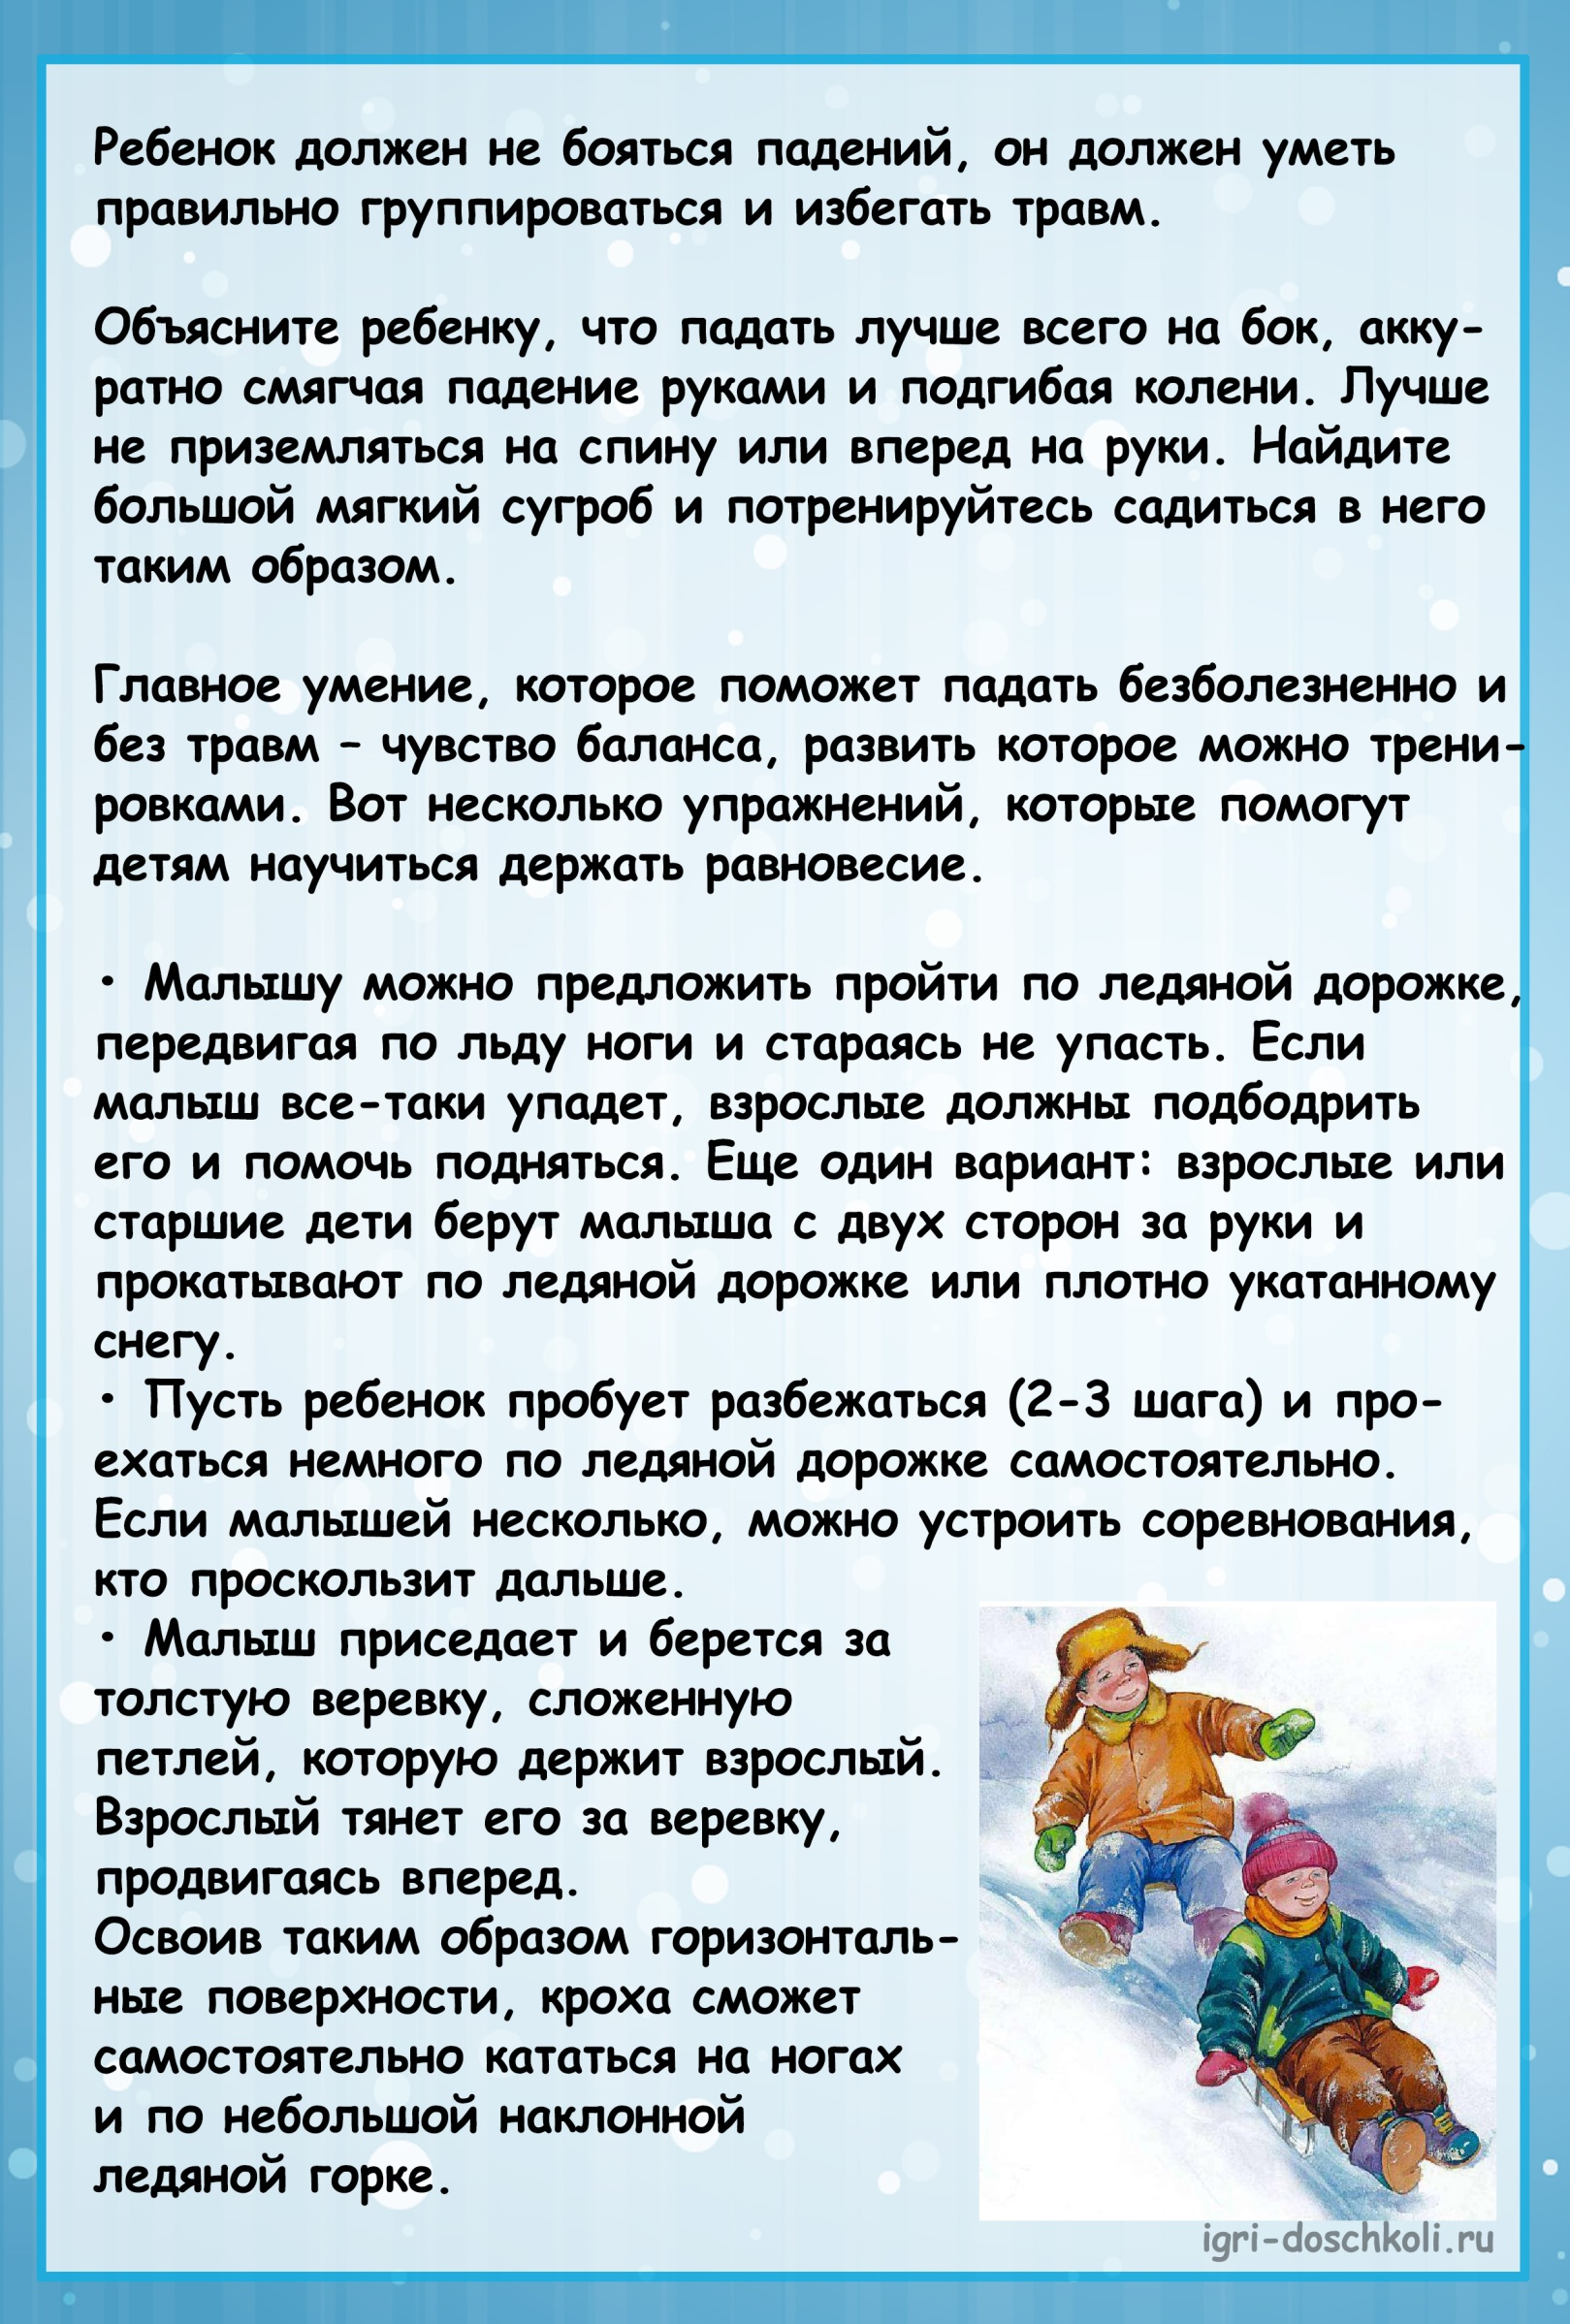 Ребенок должен не бояться падений, он должен уметь
правильно группироваться и избегать травм.
Объясните ребенку, что падать лучше всего на бок, акку-
ратно смягчая падение руками и подгибая колени. Лучше
не приземляться на спину или вперед на руки. Найдите
большой мягкий сугроб и потренируйтесь садиться в него
таким образом.
Главное умение, которое поможет падать безболезненно и
без травм – чувство баланса, развить которое можно трени-
ровками. Вот несколько упражнений, которые помогут
детям научиться держать равновесие.
• Малышу можно предложить пройти по ледяной дорожке,
передвигая по льду ноги и стараясь не упасть. Если
малыш все-таки упадет, взрослые должны подбодрить
его и помочь подняться. Еще один вариант: взрослые или
старшие дети берут малыша с двух сторон за руки и
прокатывают по ледяной дорожке или плотно укатанному
снегу.
• Пусть ребенок пробует разбежаться (2-3 шага) и про-
ехаться немного по ледяной дорожке самостоятельно.
Если малышей несколько, можно устроить соревнования,
кто проскользит дальше.
• Малыш приседает и берется за
толстую веревку, сложенную
петлей, которую держит взрослый.
Взрослый тянет его за веревку,
продвигаясь вперед.
Освоив таким образом горизонталь-
ные поверхности, кроха сможет
самостоятельно кататься на ногах
и по небольшой наклонной
ледяной горке.
igri-doschkoli.ru